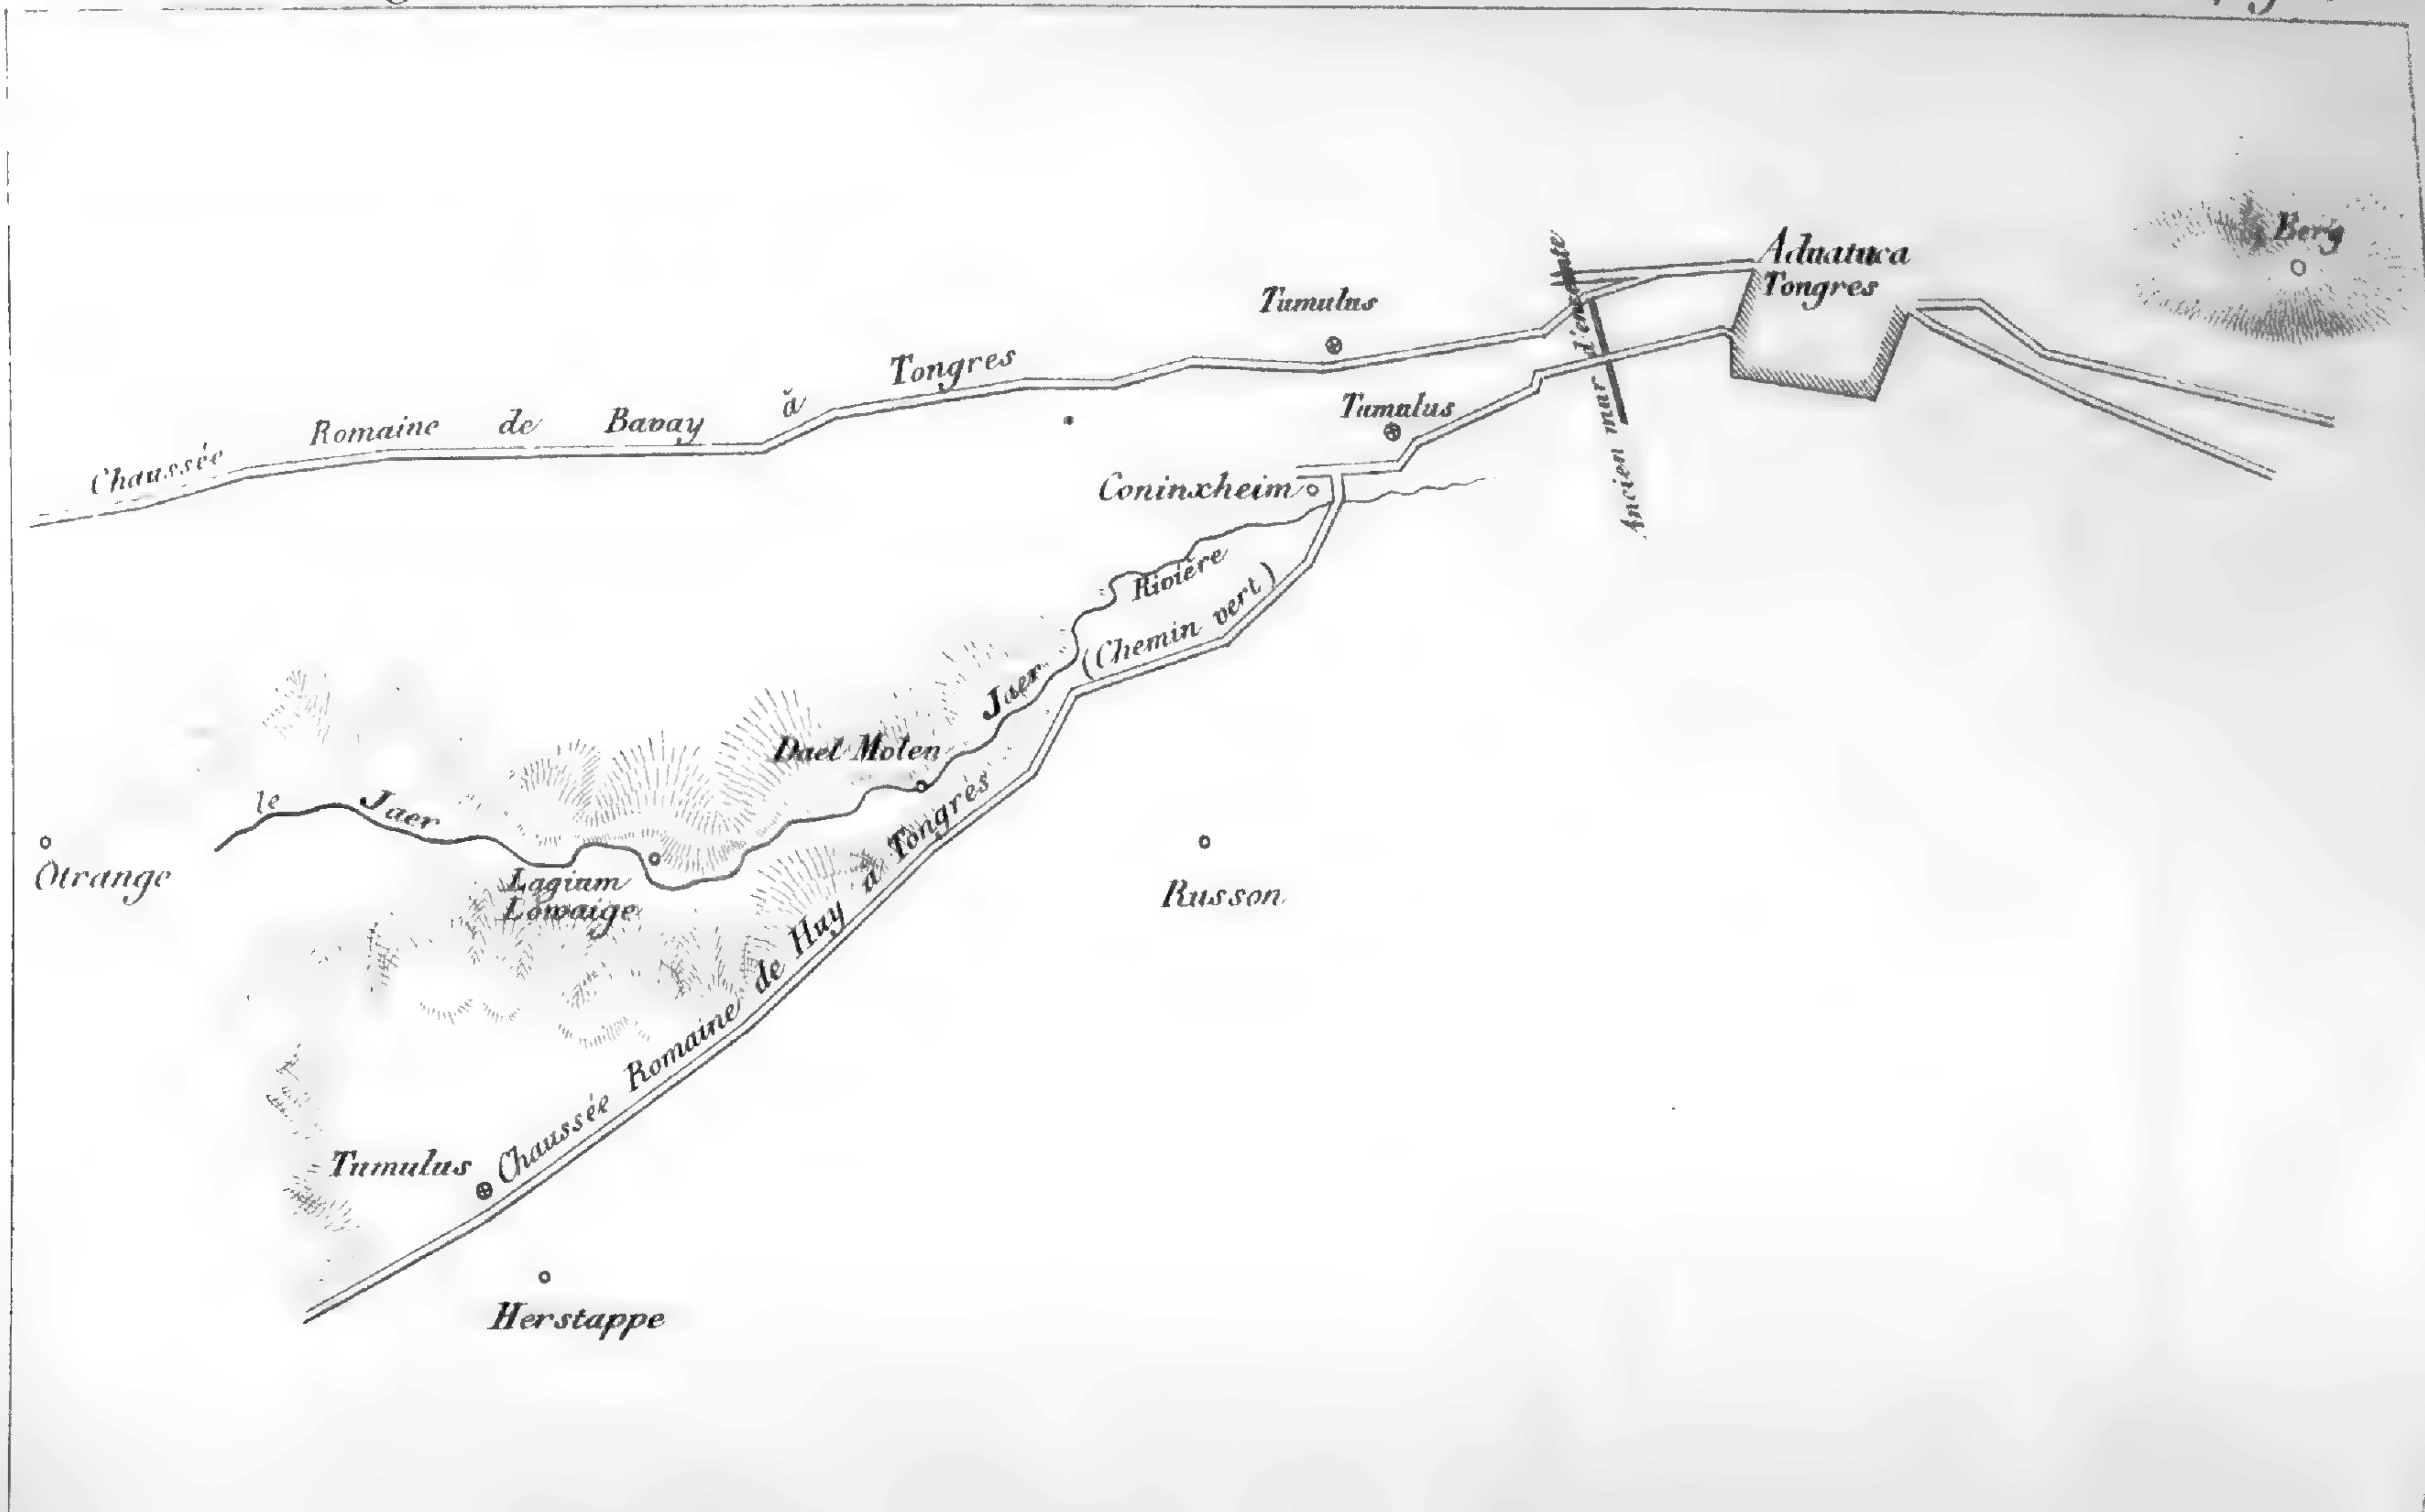 Berg
Aduatuca
Tongres
Ancien mur d'enceinte
Tumulus
Chaussée Romaine de Bavay à Tongres
Tumulus
Coninxheim
Rivière
(Chemin vert)
Jaer
Dael Molen
le Jaer
Otrange
Lagium
Lowaige
Russon
Chaussée Romaine de Huy à Tongres
Tumulus
Herstappe